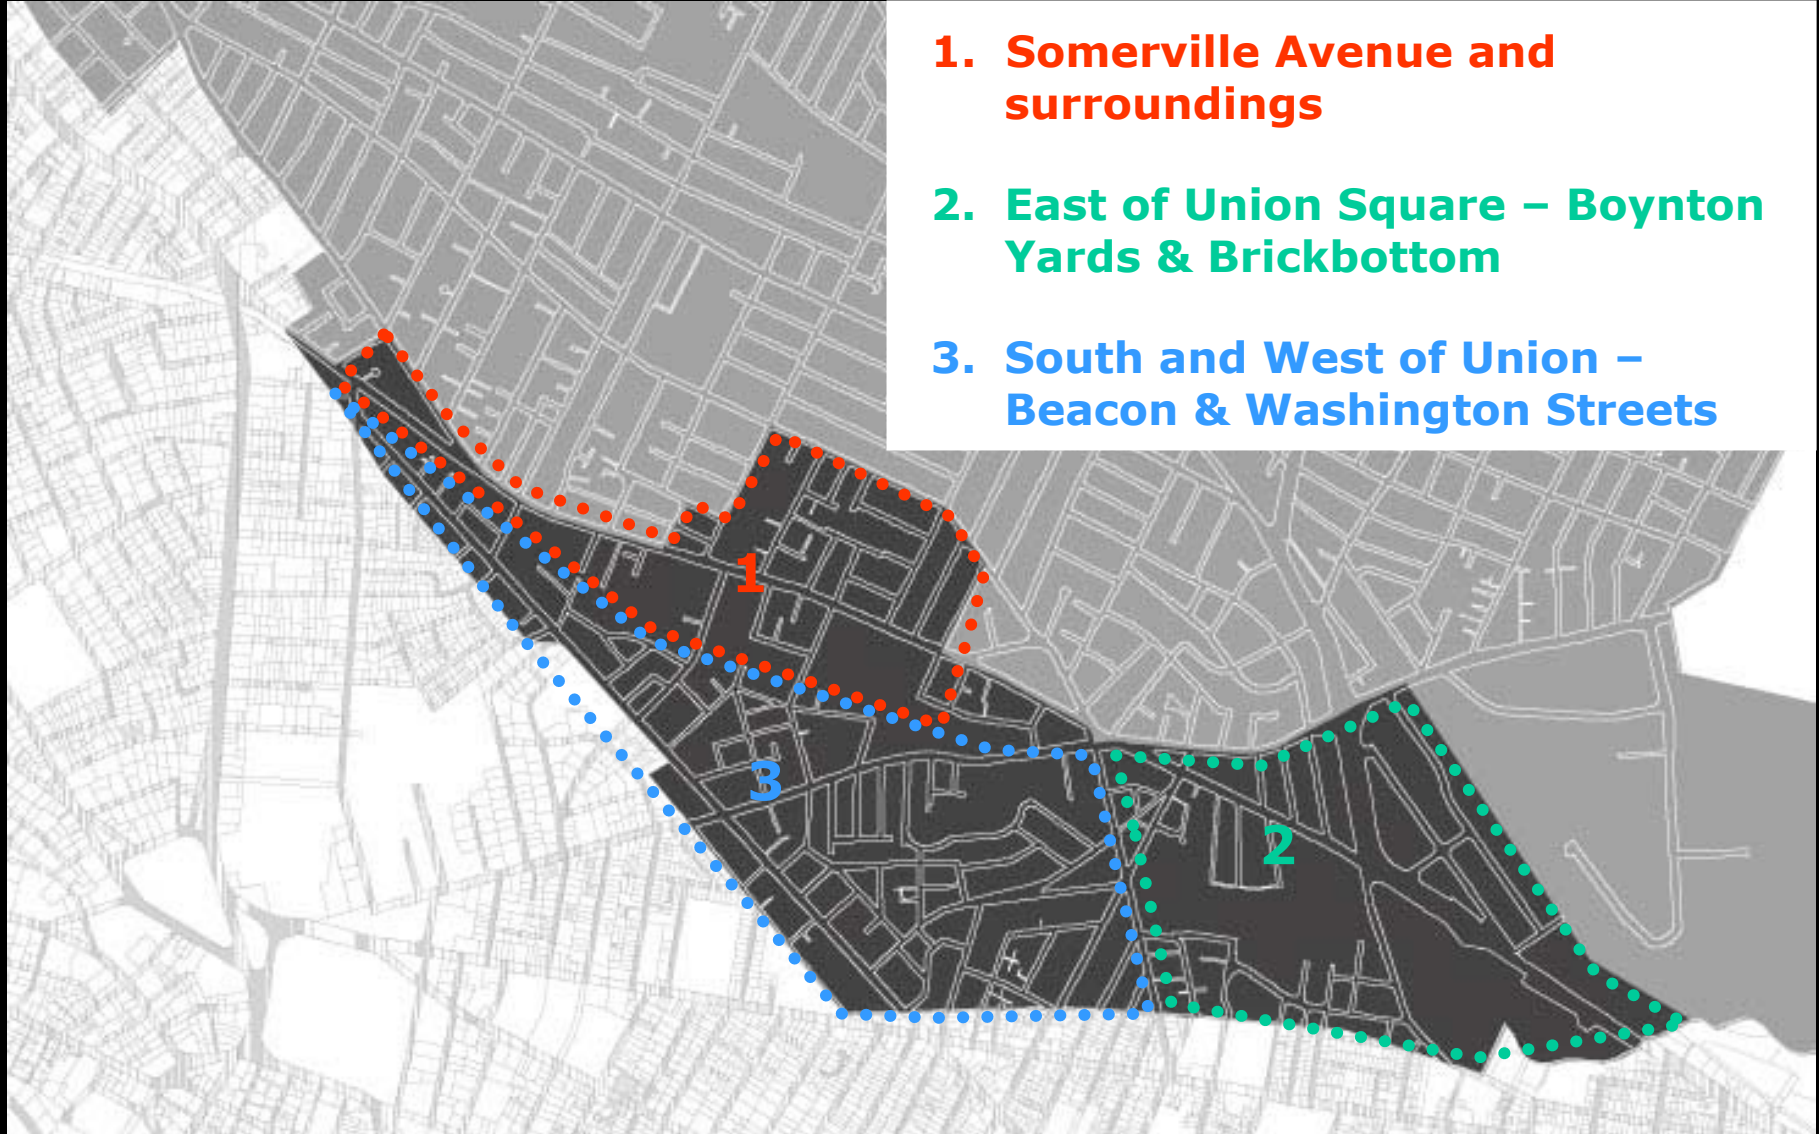 1. Somerville Avenue and
surroundings
2. East of Union Square – Boynton
Yards & Brickbottom
3. South and West of Union –
Beacon & Washington Streets
1
3
2